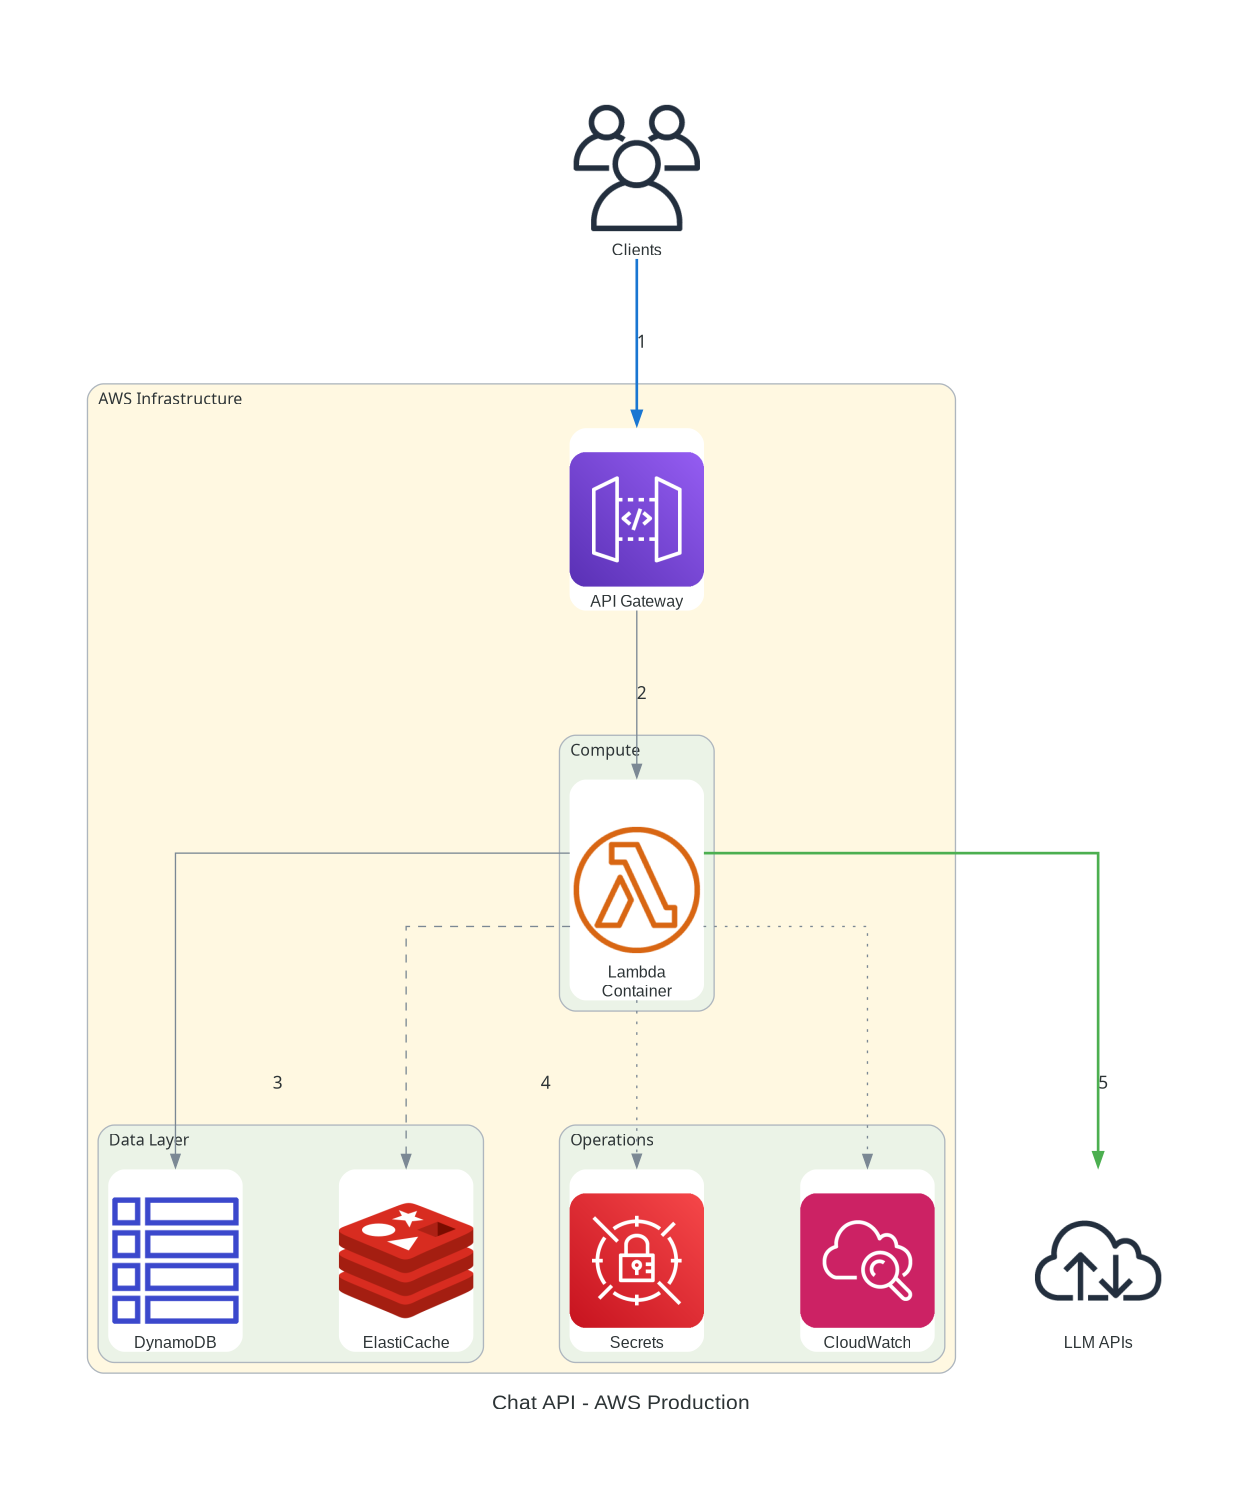 Clients
1
AWS Infrastructure
API Gateway
2
Compute
Lambda
Container
3
4
5
Data Layer
Operations
DynamoDB
ElastiCache
Secrets
CloudWatch
LLM APIs
Chat API - AWS Production